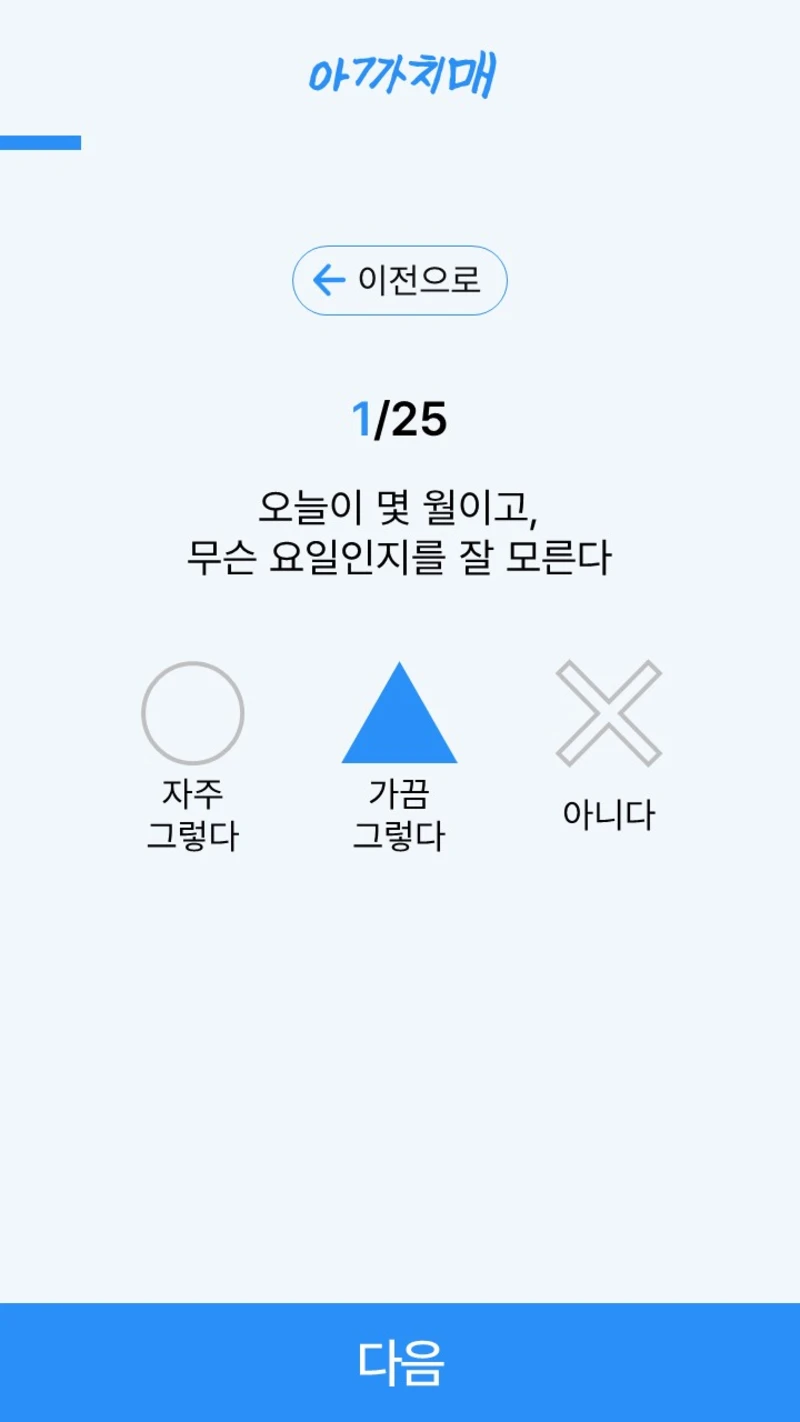 아까치매
이전으로
1/25
오늘이 몇 월이고,
무슨 요일인지를 잘 모른다
자주
그렇다
가끔
그렇다
아니다
다음